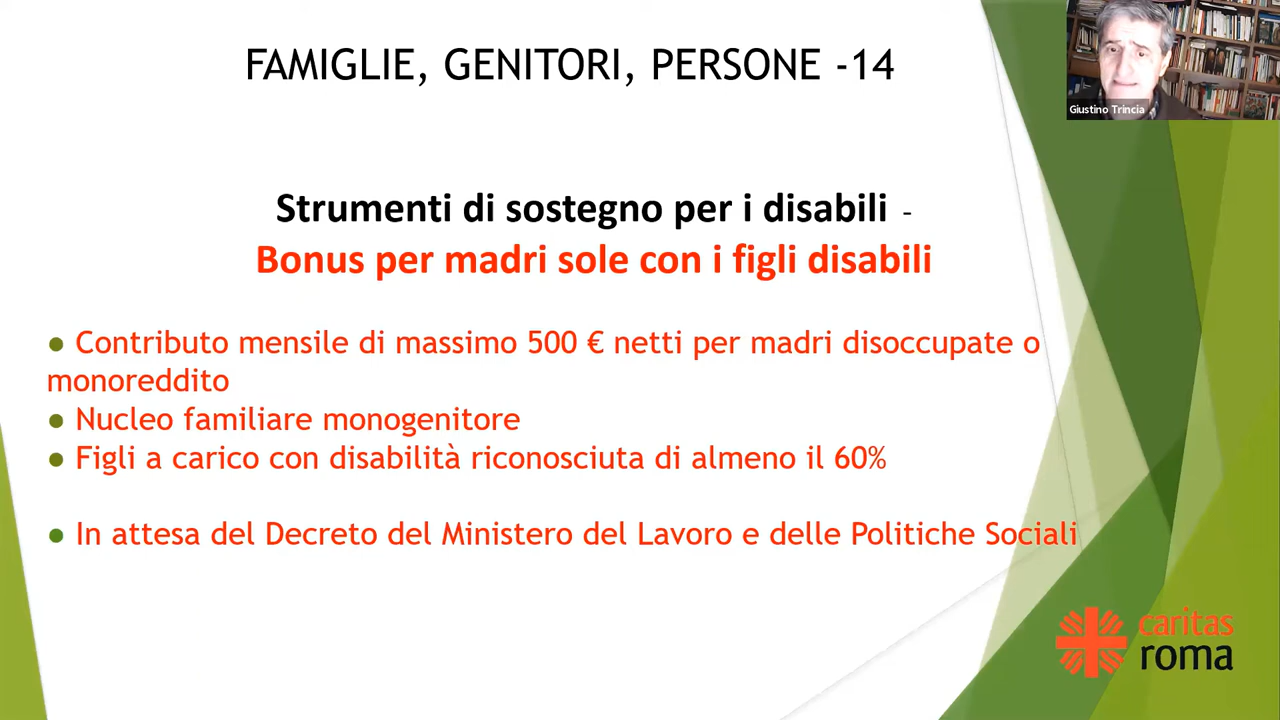 FAMIGLIE, GENITORI, PERSONE -14
Giustino Trincia
Strumenti di sostegno per i disabili -
Bonus per madri sole con i figli disabili
● Contributo mensile di massimo 500 € netti per madri disoccupate o
monoreddito
● Nucleo familiare monogenitore
● Figli a carico con disabilità riconosciuta di almeno il 60%
● In attesa del Decreto del Ministero del Lavoro e delle Politiche Sociali
caritas
roma